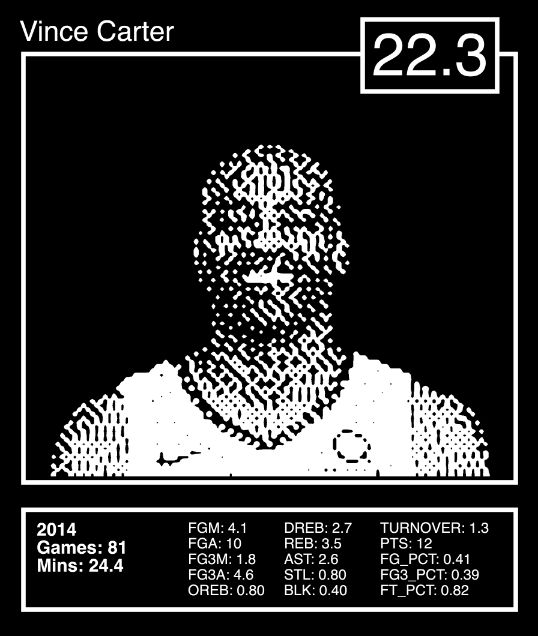 Vince Carter
22.3
2014
Games: 81
Mins: 24.4
FGM: 4.1
FGA: 10
FG3M: 1.8
FG3A: 4.6
OREB: 0.80
DREB: 2.7
REB: 3.5
AST: 2.6
STL: 0.80
BLK: 0.40
TURNOVER: 1.3
PTS: 12
FG_PCT: 0.41
FG3_PCT: 0.39
FT_PCT: 0.82